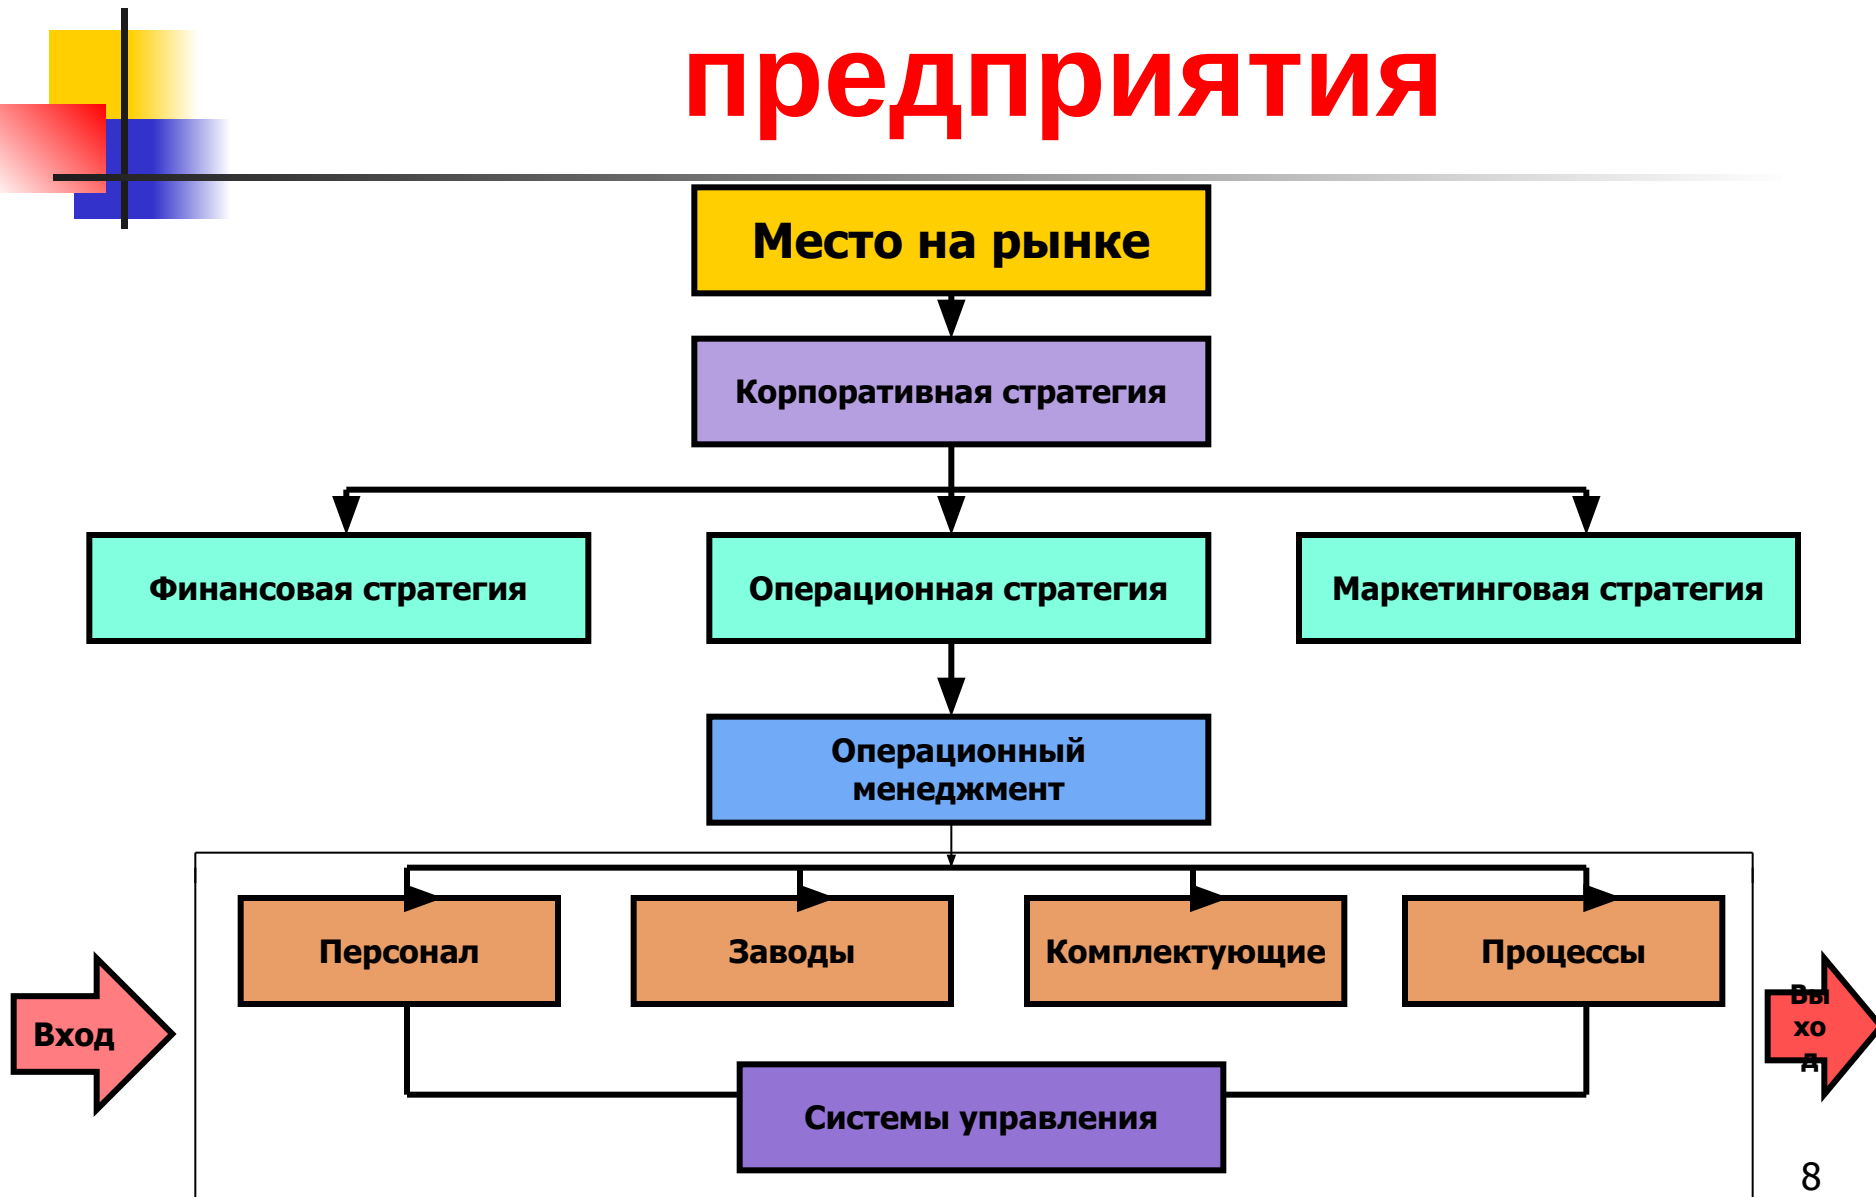 предприятия
Место на рынке
Корпоративная стратегия
Финансовая стратегия
Операционная стратегия
Маркетинговая стратегия
Операционный
менеджмент
Персонал
Заводы
Комплектующие
Процессы
Вход
Вы
хо
д
Системы управления
8